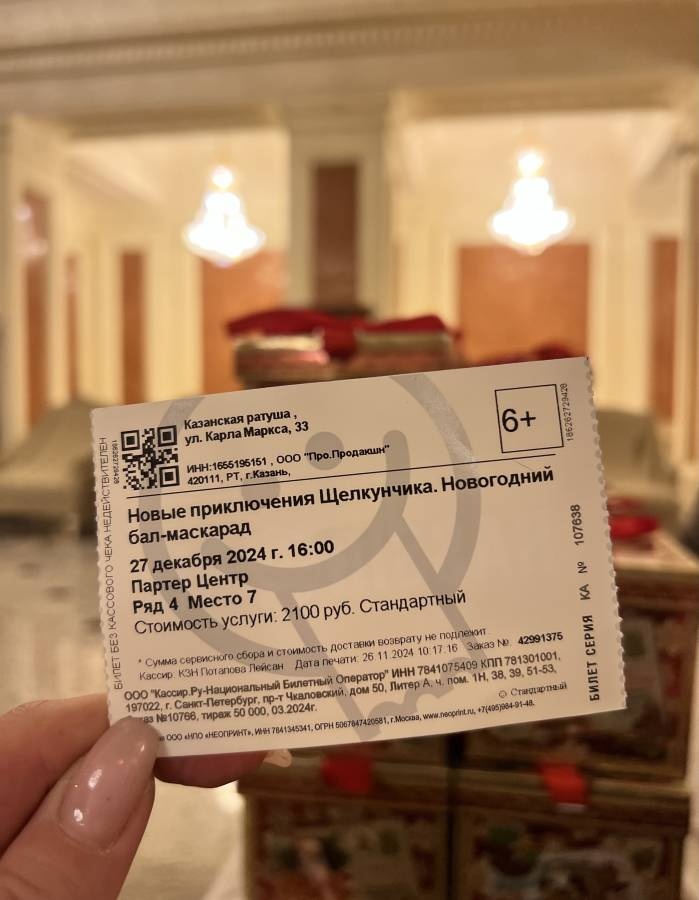 Казанская ратуша ,
ул. Карла Маркса, 33
6+
ИНН:1655195151 , ООО "Про.Продакшн"
420111, РТ, г.Казань,
Новые приключения Щелкунчика. Новогодний
бал-маскарад
27 декабря 2024 г. 16:00
Партер Центр
Ряд 4 Место 7
Стоимость услуги: 2100 руб. Стандартный
* Сумма сервисного сбора и стоимость доставки возврату не подлежит
Кассир: КЗН Потапова Лейсан Дата печати: 26.11.2024 10:17:16 Заказ №: 42991375
ООО "Кассир.Ру-Национальный Билетный Оператор" ИНН 7841075409 КПП 781301001,
197022, г. Санкт-Петербург, пр-т Чкаловский, дом 50, Литер А, ч. пом. 1Н, 38, 39, 51-53,
№10766, тираж 50 000, 03.2024г. © Стандартный
ООО «НПО «НЕОПРИНТ», ИНН 7841345341, ОГРН 5067847420581, г.Москва, www.neoprint.ru, +7(495)984-91-48.
БИЛЕТ БЕЗ КАССОВОГО ЧЕКА НЕДЕЙСТВИТЕЛЕН
186262729428
186262729428
БИЛЕТ СЕРИЯ КА № 107638